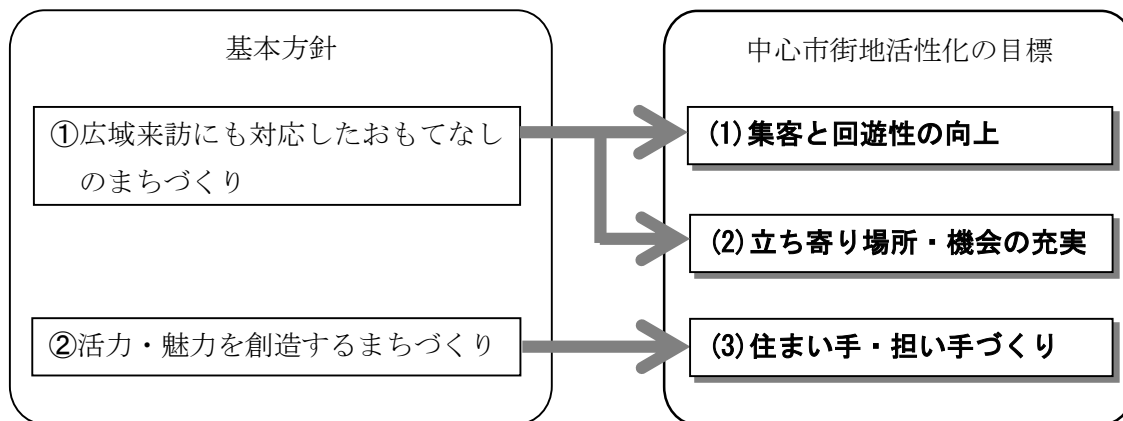 基本方針
①広域来訪にも対応したおもてなし
のまちづくり
②活力・魅力を創造するまちづくり
中心市街地活性化の目標
(1)集客と回遊性の向上
(2)立ち寄り場所・機会の充実
(3)住まい手・担い手づくり